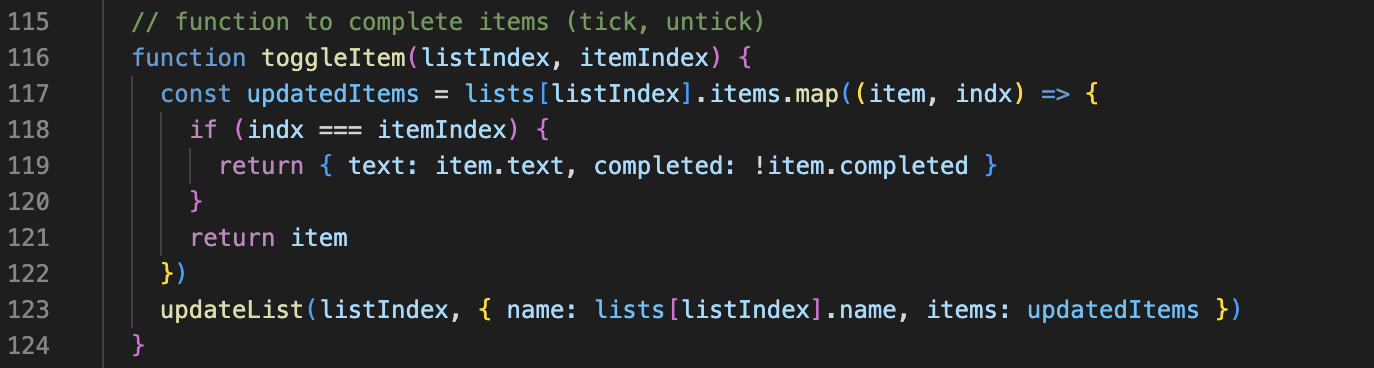 115 // function to complete items (tick, untick)
116 function toggleItem(listIndex, itemIndex) {
117 const updatedItems = lists[listIndex].items.map((item, indx) => {
118 if (indx === itemIndex) {
119 return { text: item.text, completed: !item.completed }
120 }
121 return item
122 })
123 updateList(listIndex, { name: lists[listIndex].name, items: updatedItems })
124 }